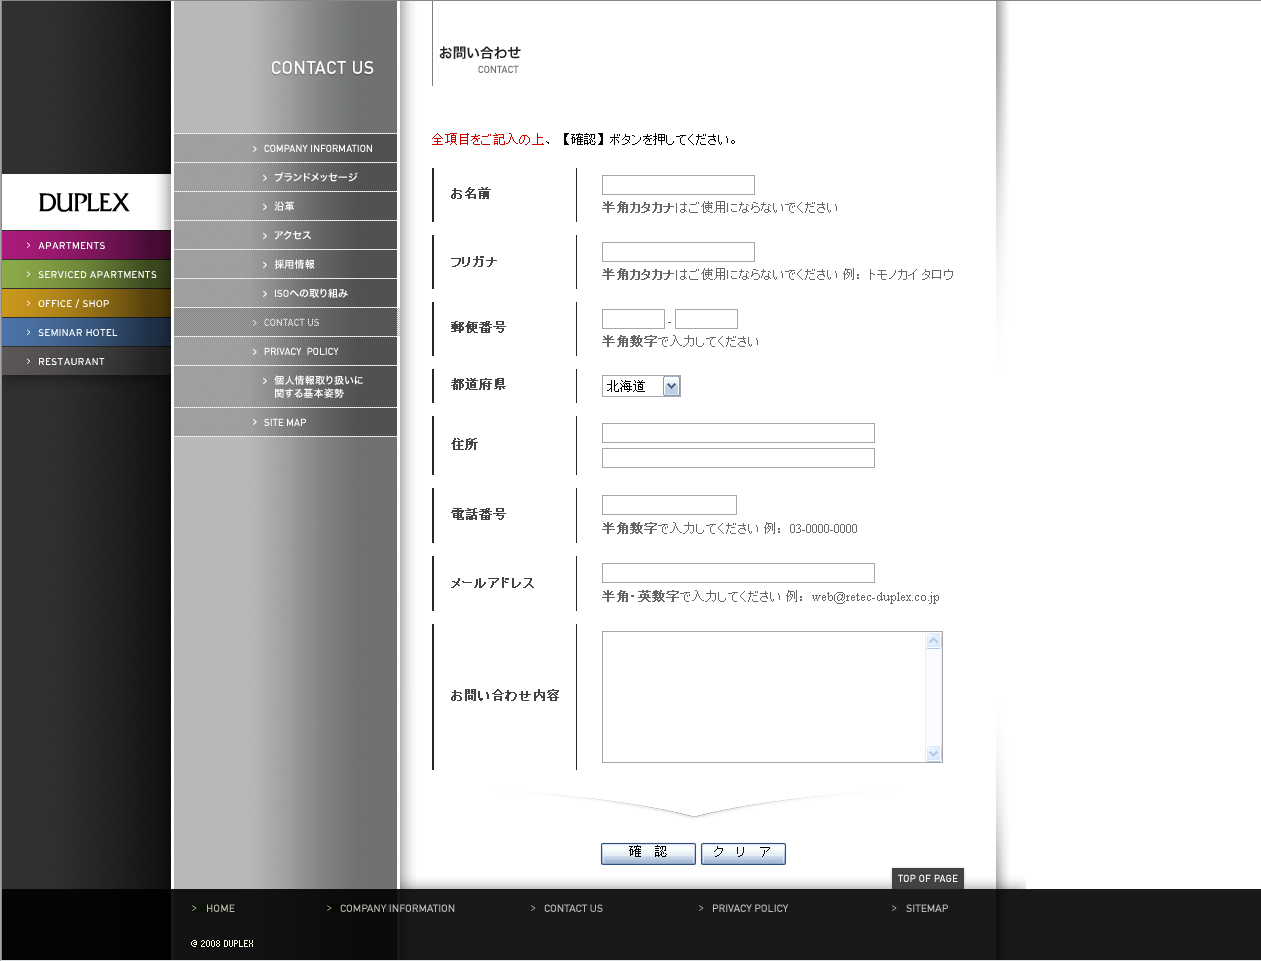 DUPLEX
> APARTMENTS
> SERVICED APARTMENTS
> OFFICE / SHOP
> SEMINAR HOTEL
> RESTAURANT
CONTACT US
> COMPANY INFORMATION
> ブランドメッセージ
> 沿革
> アクセス
> 採用情報
> ISOへの取り組み
> CONTACT US
> PRIVACY POLICY
> 個人情報取り扱いに
関する基本姿勢
> SITE MAP
お問い合わせ
CONTACT
全項目をご記入の上、【確認】ボタンを押してください。
お名前
半角カタカナはご使用にならないでください
フリガナ
半角カタカナはご使用にならないでください 例：トモノカイ タロウ
郵便番号
-
半角数字で入力してください
都道府県
北海道
住所
電話番号
半角数字で入力してください 例：03-0000-0000
メールアドレス
半角・英数字で入力してください 例：web@retec-duplex.co.jp
お問い合わせ内容
確 認
ク リ ア
TOP OF PAGE
> HOME
> COMPANY INFORMATION
> CONTACT US
> PRIVACY POLICY
> SITEMAP
© 2008 DUPLEX